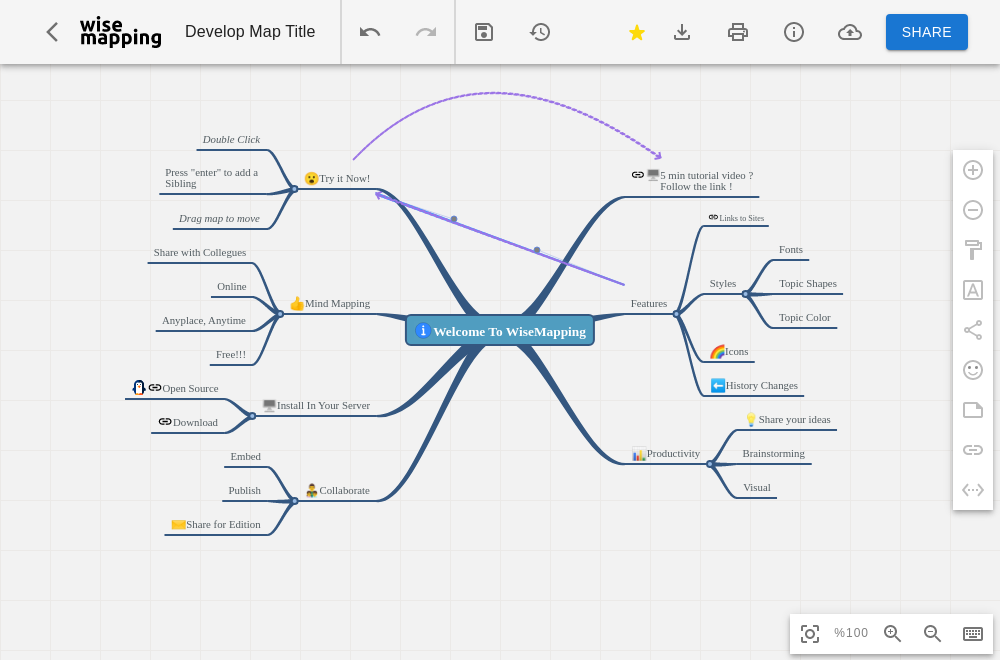 wise
mapping
Develop Map Title
SHARE
Double Click
Press "enter" to add a
Sibling
Drag map to move
Try it Now!
Share with Collegues
Online
Anyplace, Anytime
Free!!!
Mind Mapping
Open Source
Download
Install In Your Server
Embed
Publish
Share for Edition
Collaborate
Welcome To WiseMapping
5 min tutorial video ?
Follow the link !
Links to Sites
Features
Styles
Fonts
Topic Shapes
Topic Color
Icons
History Changes
Productivity
Share your ideas
Brainstorming
Visual
%100